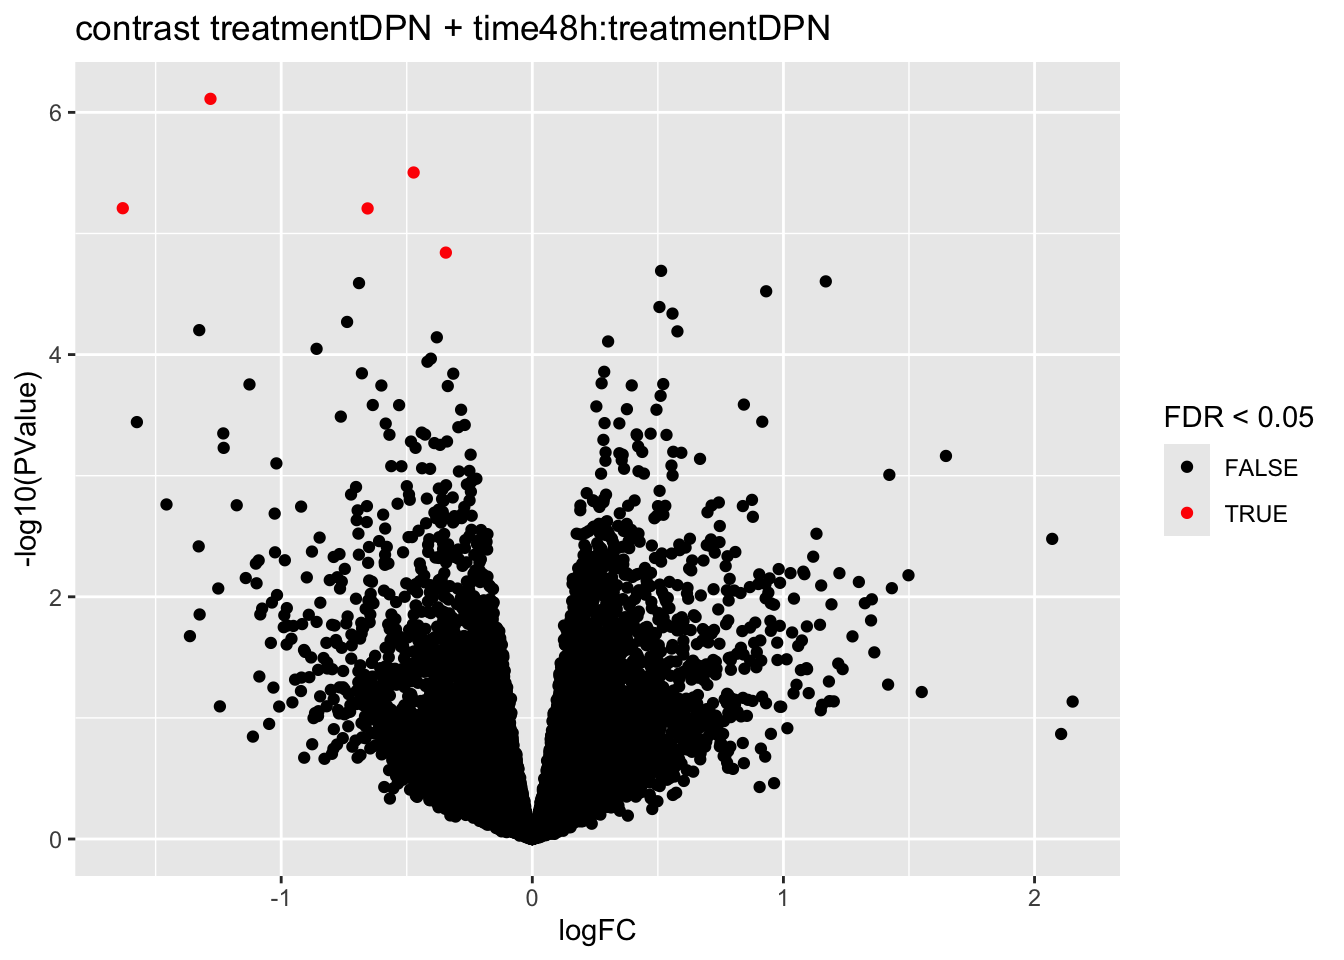 contrast treatmentDPN + time48h:treatmentDPN
6
4
2
0
-log10(PValue)
-1
0
1
2
logFC
FDR < 0.05
FALSE
TRUE